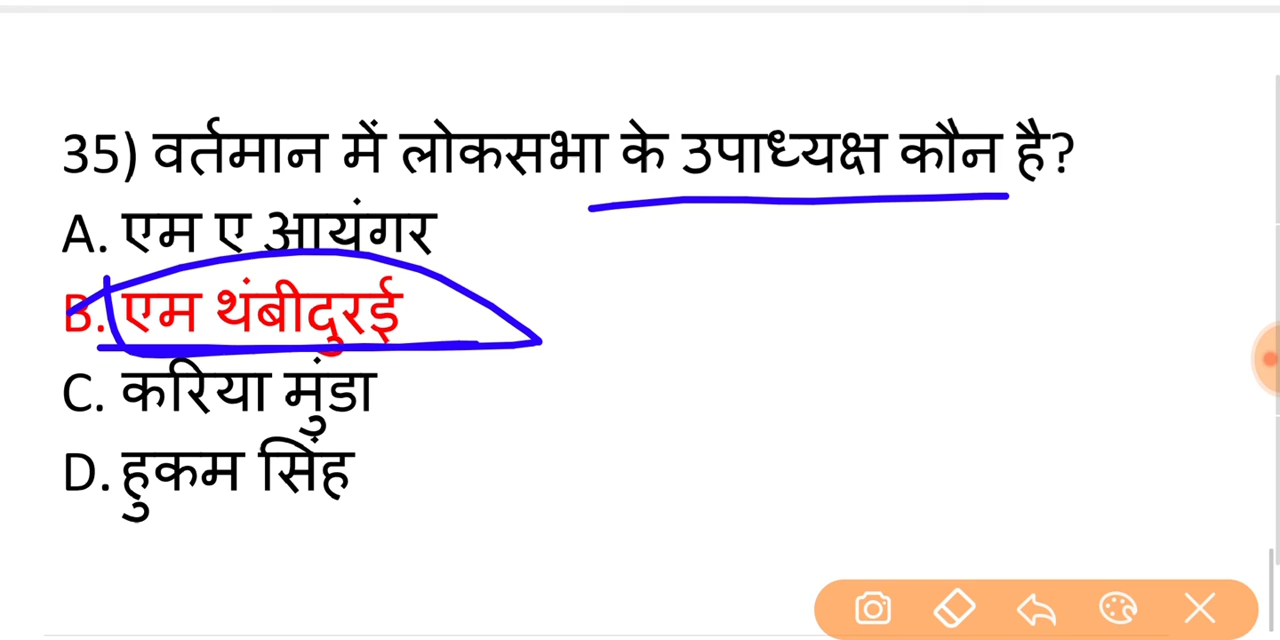 35) वर्तमान में लोकसभा के उपाध्यक्ष कौन है?
A. एम ए आयंगर
B. एम थंबीदुरई
C. करिया मुंडा
D. हुकम सिंह